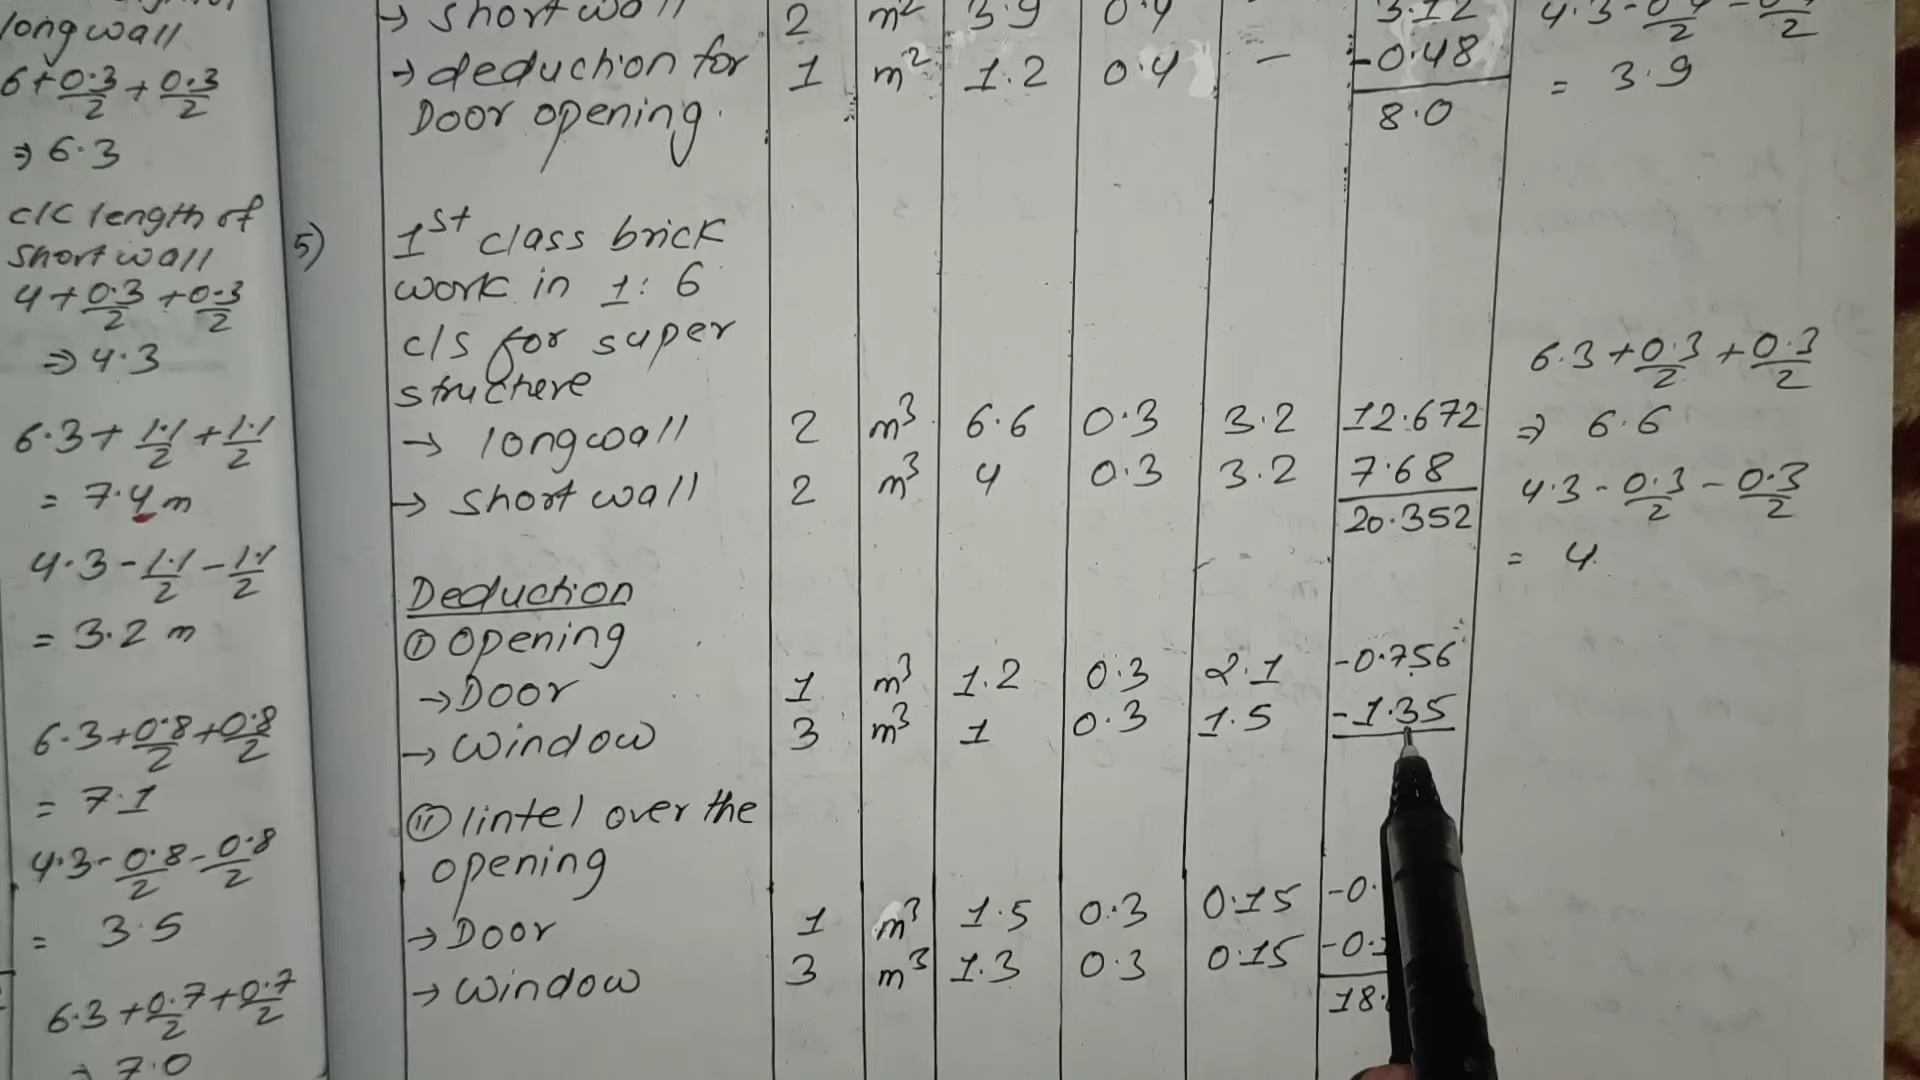 long wall
6+0.3/2+0.3/2
⇒ 6.3
c/c length of
short wall
4+0.3/2+0.3/2
⇒ 4.3
6.3+1.1/2+1.1/2
= 7.4 m
4.3-1.1/2-1.1/2
= 3.2 m
6.3+0.8/2+0.8/2
= 7.1
4.3-0.8/2-0.8/2
= 3.5
6.3+0.7/2+0.7/2
⇒ 7.0
→ short wall 2 m² 3.9 0.4 - 3.12
→ deduction for 1 m² 1.2 0.4 - -0.48
Door opening. 8.0
5) 1st class brick
work in 1:6
c/s for super
structere
→ long wall 2 m³ 6.6 0.3 3.2 12.672
→ short wall 2 m³ 4 0.3 3.2 7.68
20.352
Deduction
① opening
→ Door 1 m³ 1.2 0.3 2.1 -0.756
→ window 3 m³ 1 0.3 1.5 -1.35
② lintel over the
opening
→ Door 1 m³ 1.5 0.3 0.15 -0.
→ window 3 m³ 1.3 0.3 0.15 -0.
18.
= 3.9
6.3+0.3/2+0.3/2
⇒ 6.6
4.3-0.3/2-0.3/2
= 4.